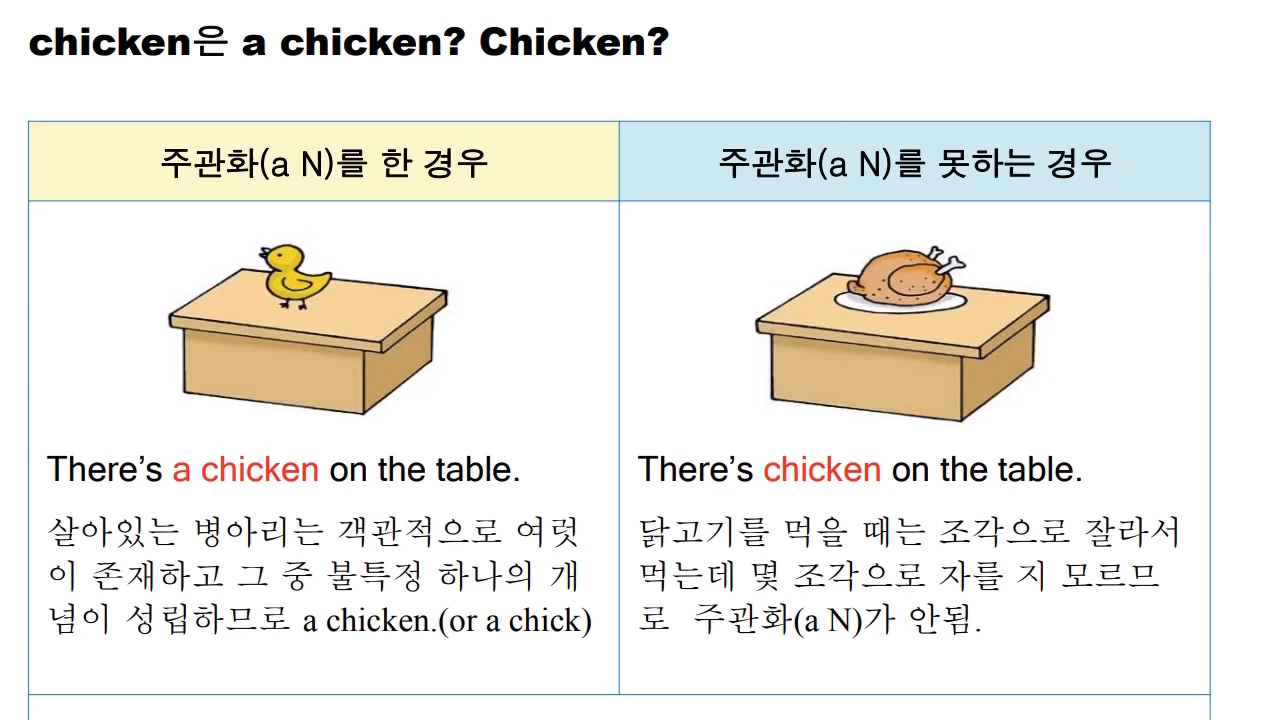 chicken은 a chicken? Chicken?
주관화(a N)를 한 경우
주관화(a N)를 못하는 경우
There’s a chicken on the table.
살아있는 병아리는 객관적으로 여럿
이 존재하고 그 중 불특정 하나의 개
념이 성립하므로 a chicken.(or a chick)
There’s chicken on the table.
닭고기를 먹을 때는 조각으로 잘라서
먹는데 몇 조각으로 자를 지 모르므
로 주관화(a N)가 안됨.